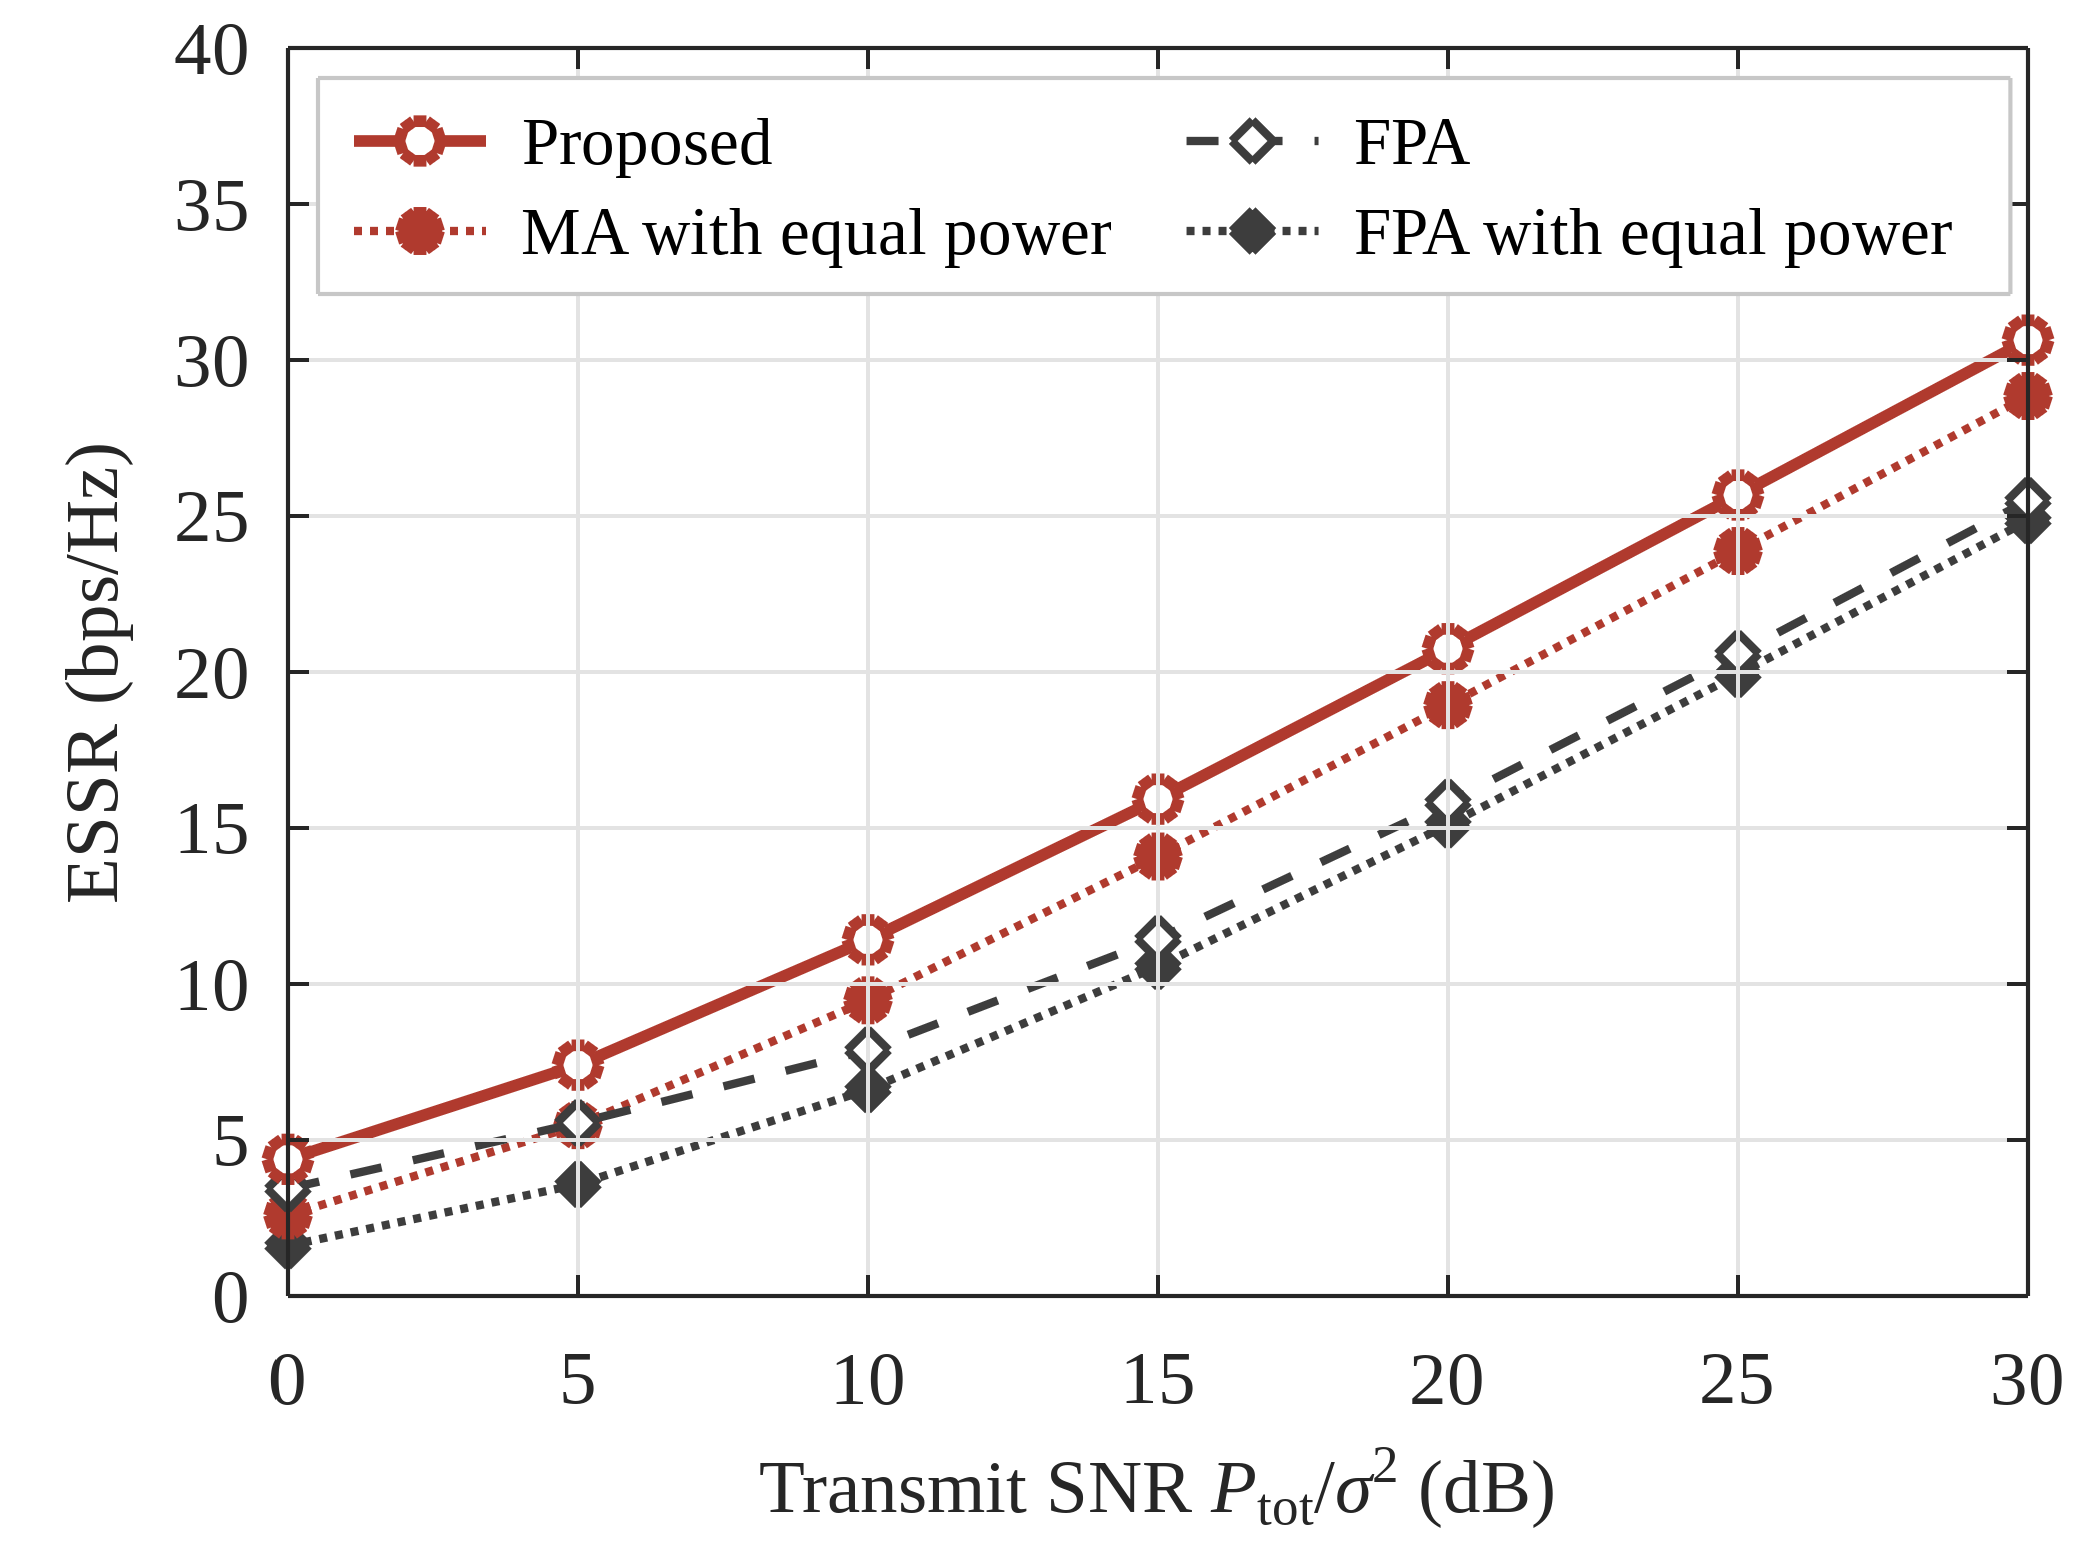 40
35
30
25
20
15
10
5
0
ESSR (bps/Hz)
Proposed
MA with equal power
FPA
FPA with equal power
0 5 10 15 20 25 30
Transmit SNR P_tot/σ² (dB)